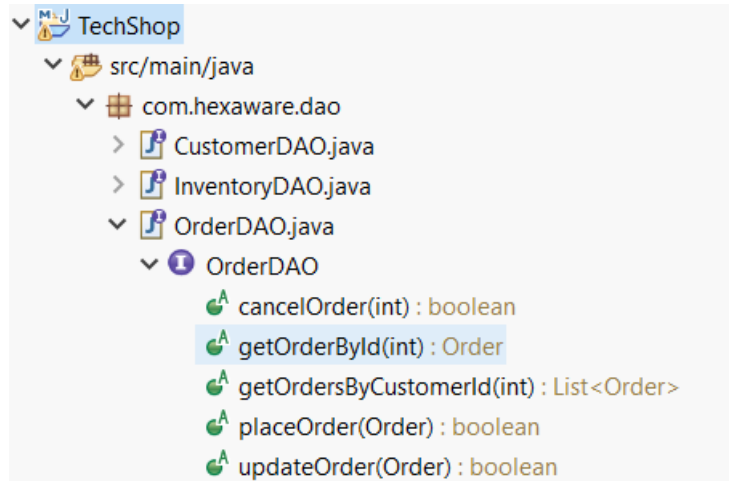 TechShop
src/main/java
com.hexaware.dao
CustomerDAO.java
InventoryDAO.java
OrderDAO.java
OrderDAO
cancelOrder(int) : boolean
getOrderById(int) : Order
getOrdersByCustomerId(int) : List<Order>
placeOrder(Order) : boolean
updateOrder(Order) : boolean